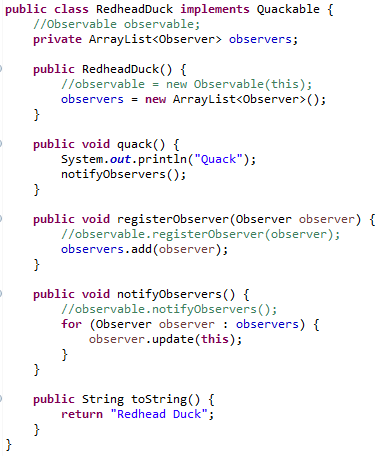 public class RedheadDuck implements Quackable {
    //Observable observable;
    private ArrayList<Observer> observers;

    public RedheadDuck() {
        //observable = new Observable(this);
        observers = new ArrayList<Observer>();
    }

    public void quack() {
        System.out.println("Quack");
        notifyObservers();
    }

    public void registerObserver(Observer observer) {
        //observable.registerObserver(observer);
        observers.add(observer);
    }

    public void notifyObservers() {
        //observable.notifyObservers();
        for (Observer observer : observers) {
            observer.update(this);
        }
    }

    public String toString() {
        return "Redhead Duck";
    }
}